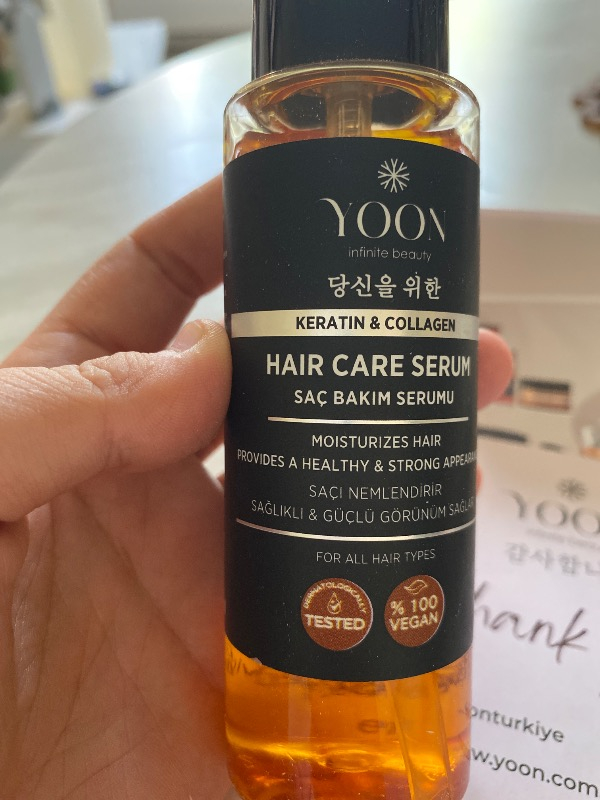 YOON
infinite beauty
당신을 위한
KERATIN & COLLAGEN
HAIR CARE SERUM
SAÇ BAKIM SERUMU
MOISTURIZES HAIR
PROVIDES A HEALTHY & STRONG
SAÇI NEMLENDİRİR
SAĞLIKLI & GÜÇLÜ GÖRÜNÜM
FOR ALL HAIR TYPES
DERMATOLOGICALLY
TESTED
% 100
VEGAN
YOO
감사합니
hank
onturkiye
w.yoon.com